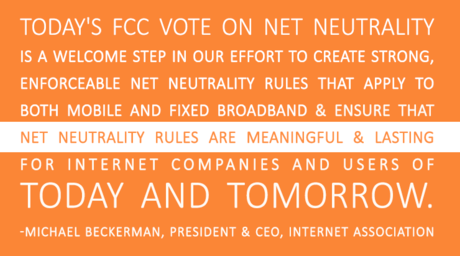 TODAY'S FCC VOTE ON NET NEUTRALITY
IS A WELCOME STEP IN OUR EFFORT TO CREATE STRONG,
ENFORCEABLE NET NEUTRALITY RULES THAT APPLY TO
BOTH MOBILE AND FIXED BROADBAND & ENSURE THAT
NET NEUTRALITY RULES ARE MEANINGFUL & LASTING
FOR INTERNET COMPANIES AND USERS OF
TODAY AND TOMORROW.
-MICHAEL BECKERMAN, PRESIDENT & CEO, INTERNET ASSOCIATION